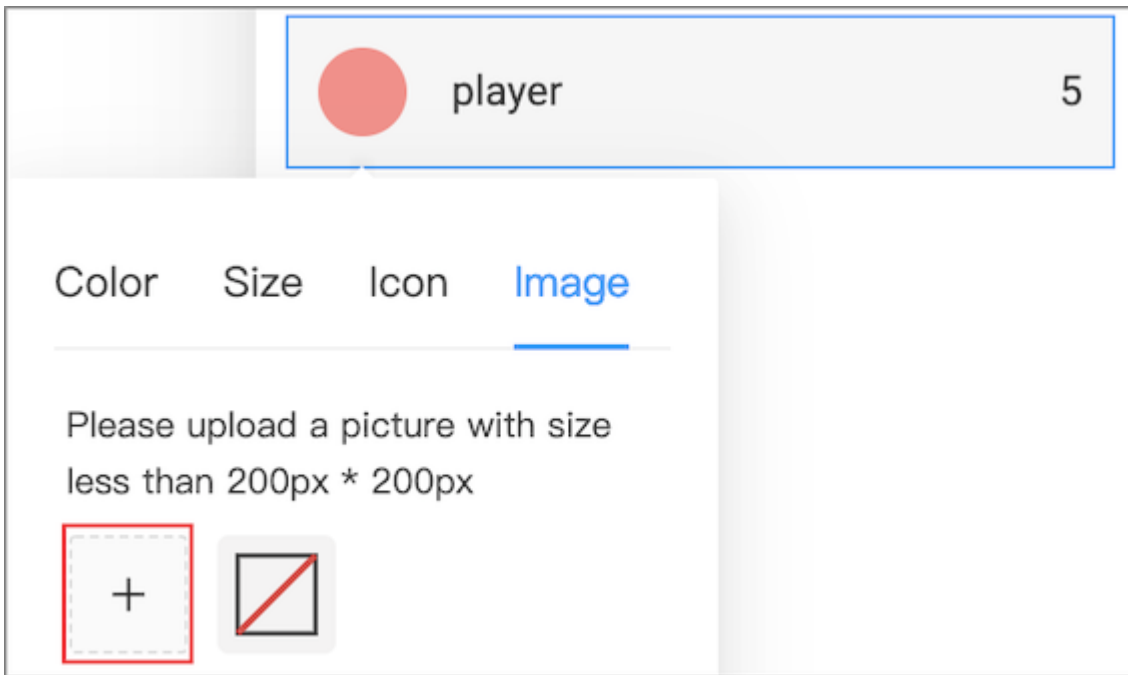 player 5
Color Size Icon Image
Please upload a picture with size
less than 200px * 200px
+